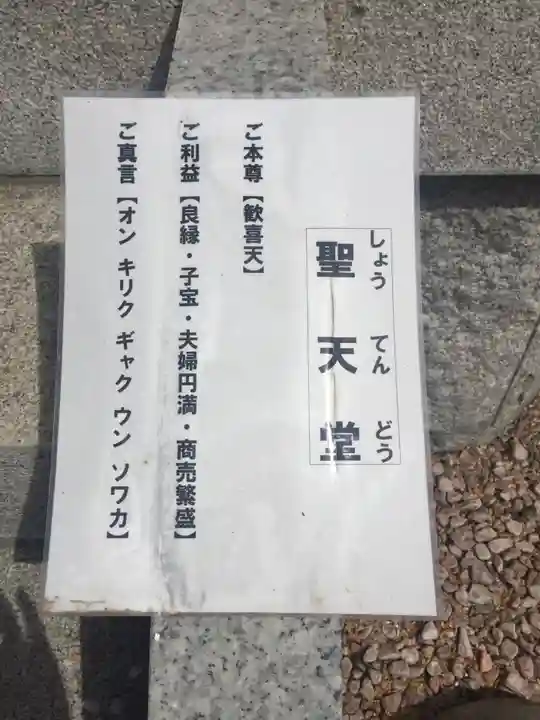 しょう てん どう
聖天堂
ご本尊【歓喜天】
ご利益【良縁・子宝・夫婦円満・商売繁盛】
ご真言【オン キリク ギャク ウン ソワカ】